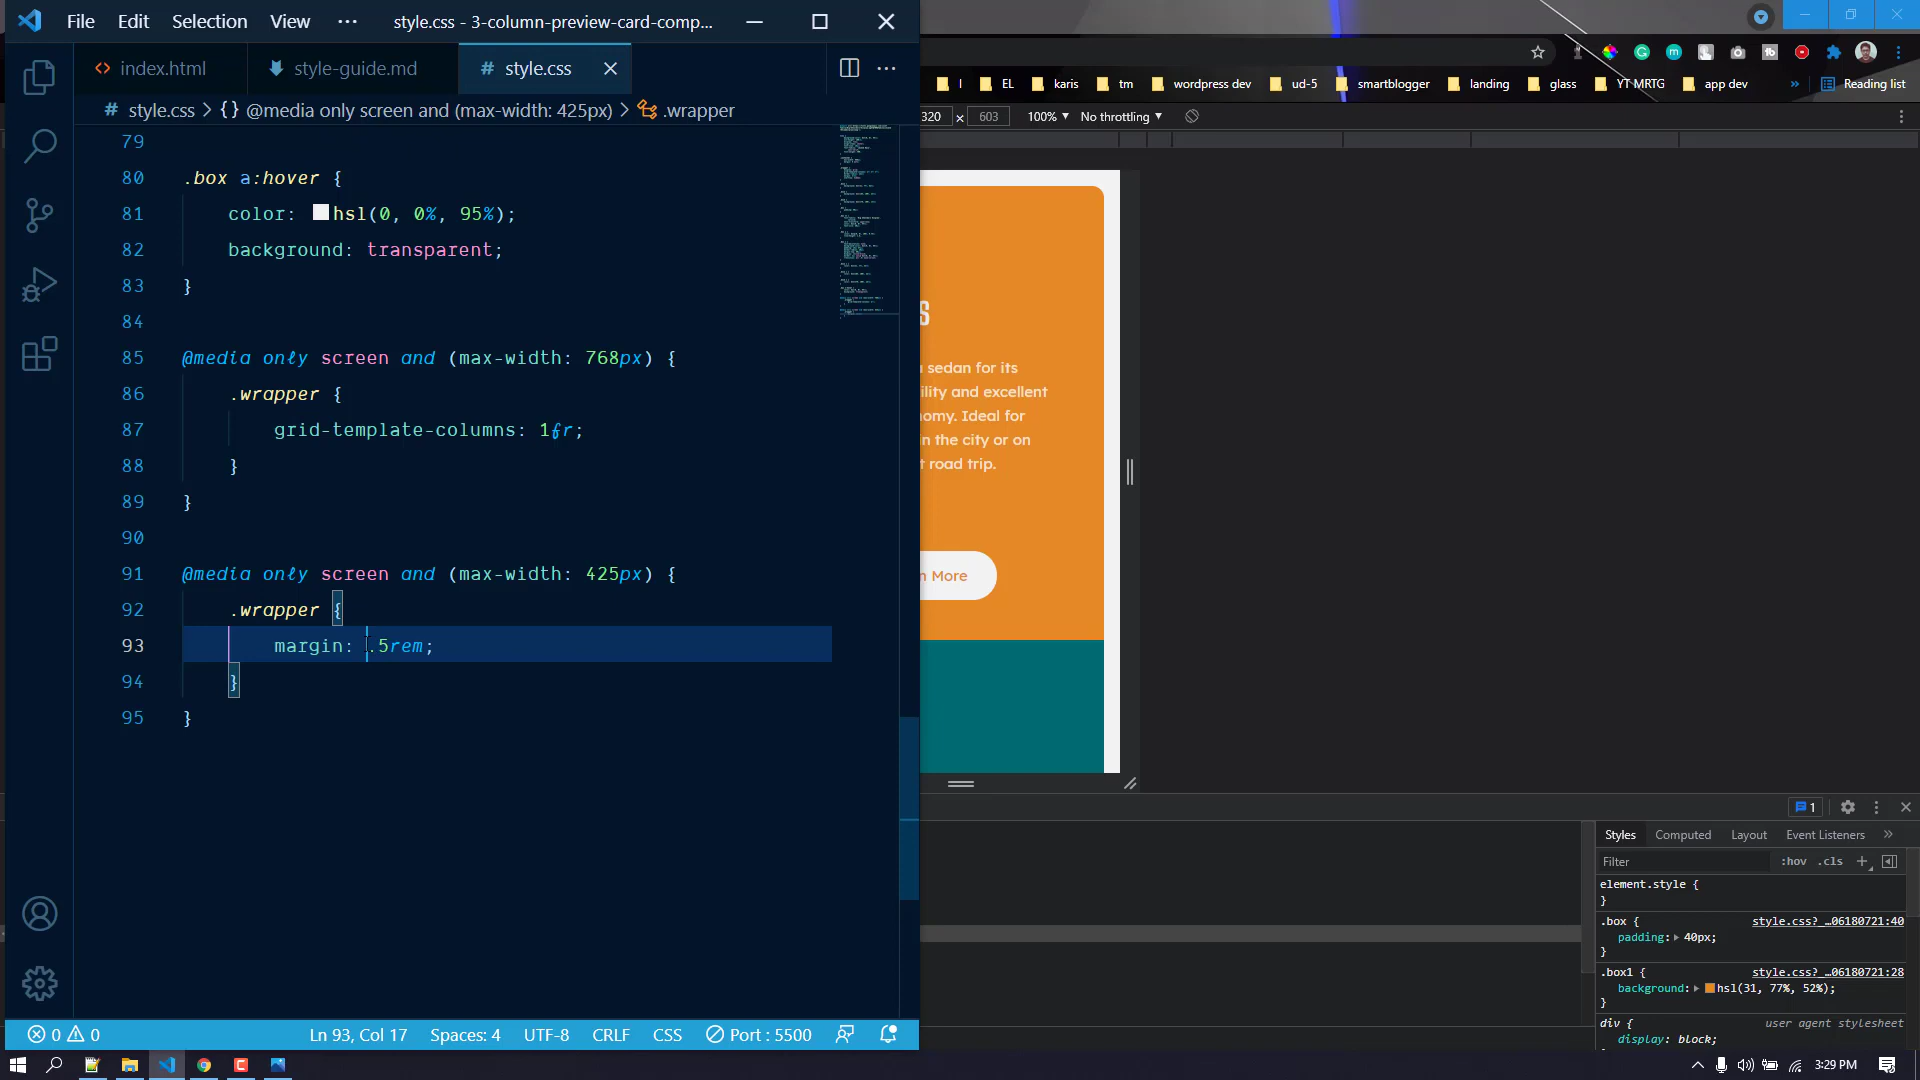 File Edit Selection View ··· style.css - 3-column-preview-card-comp...
index.html style-guide.md # style.css
# style.css > {} @media only screen and (max-width: 425px) > .wrapper
79
80 .box a:hover {
81 color: hsl(0, 0%, 95%);
82 background: transparent;
83 }
84
85 @media only screen and (max-width: 768px) {
86 .wrapper {
87 grid-template-columns: 1fr;
88 }
89 }
90
91 @media only screen and (max-width: 425px) {
92 .wrapper {
93 margin: .5rem;
94 }
95 }
0 0 Ln 93, Col 17 Spaces: 4 UTF-8 CRLF CSS Port : 5500
l EL karis tm wordpress dev ud-5 smartblogger landing glass YT MRTG app dev » Reading list
320 × 603 100% No throttling
S
sedan for its
ility and excellent
nomy. Ideal for
in the city or on
t road trip.
n More
1
Styles Computed Layout Event Listeners »
Filter :hov .cls +
element.style {
}
.box { style.css?_…06180721:40
padding: 40px;
}
.box1 { style.css?_…06180721:28
background: hsl(31, 77%, 52%);
}
div { user agent stylesheet
display: block;
3:29 PM